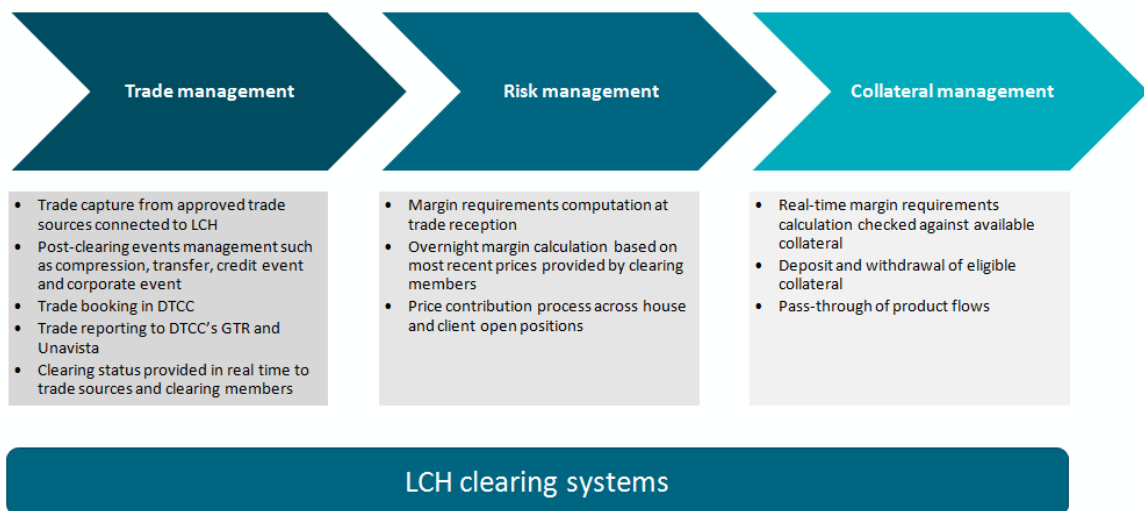 Trade management
Risk management
Collateral management
• Trade capture from approved trade
sources connected to LCH
• Post-clearing events management such
as compression, transfer, credit event
and corporate event
• Trade booking in DTCC
• Trade reporting to DTCC's GTR and
Unavista
• Clearing status provided in real time to
trade sources and clearing members
• Margin requirements computation at
trade reception
• Overnight margin calculation based on
most recent prices provided by clearing
members
• Price contribution process across house
and client open positions
• Real-time margin requirements
calculation checked against available
collateral
• Deposit and withdrawal of eligible
collateral
• Pass-through of product flows
LCH clearing systems